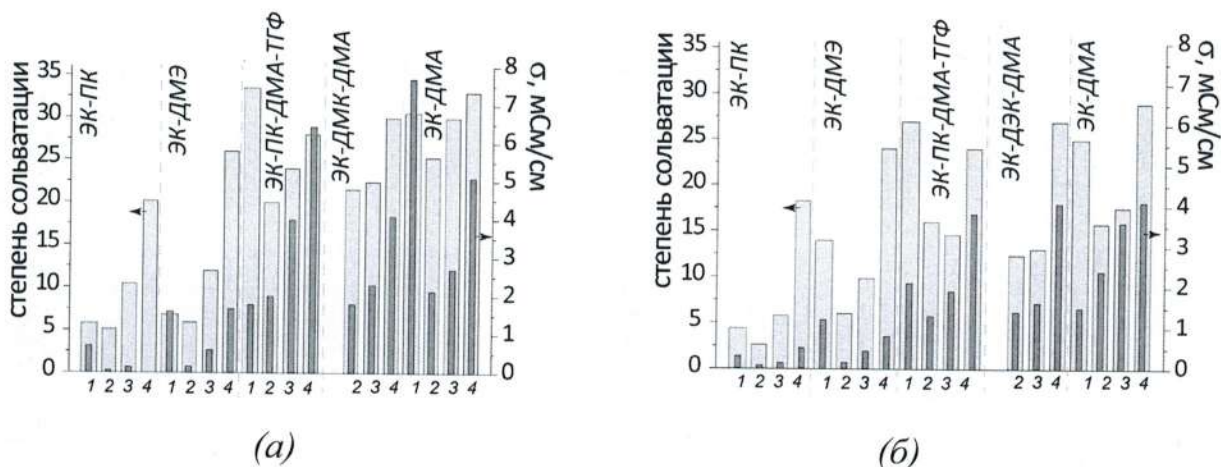 степень сольватации
35
30
25
20
15
10
5
0
ЭК-ПК
ЭК-ДМЭ
ЭК-ПК-ДМА-ТГФ
ЭК-ДМК-ДМА
ЭК-ДМА
8
7
6
5
4
3
2
1
0
σ, мСм/см
1 2 3 4 1 2 3 4 1 2 3 4 2 3 4 1 2 3 4
(а)
степень сольватации
35
30
25
20
15
10
5
0
ЭК-ПК
ЭК-ДМЭ
ЭК-ПК-ДМА-ТГФ
ЭК-ДЭК-ДМА
ЭК-ДМА
8
7
6
5
4
3
2
1
0
σ, мСм/см
1 2 3 4 1 2 3 4 1 2 3 4 2 3 4 1 2 3 4
(б)